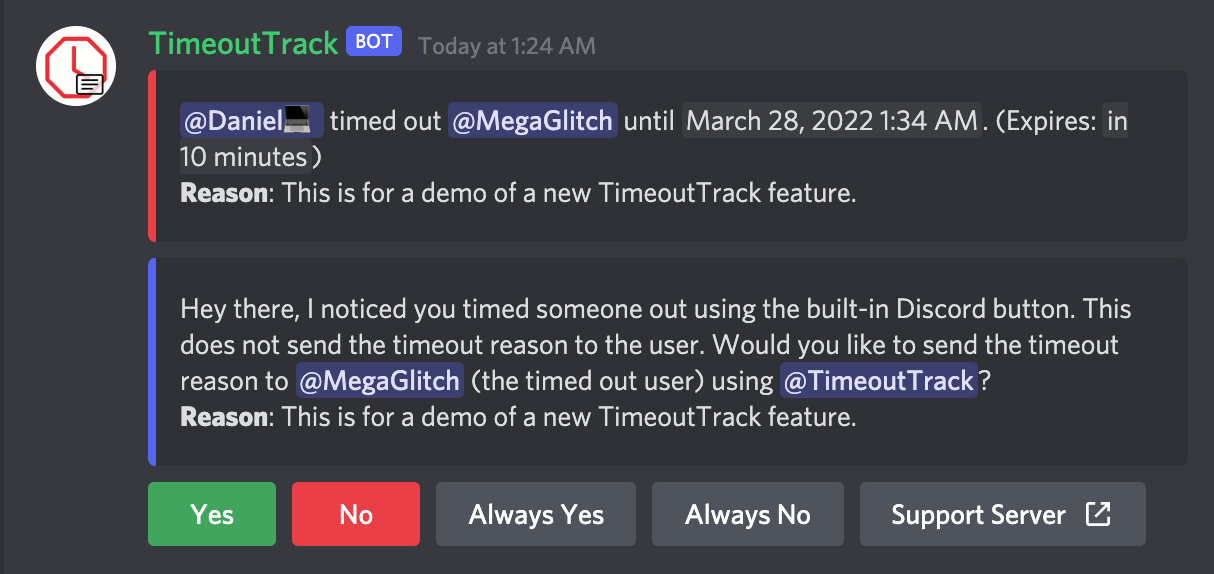 TimeoutTrack BOT Today at 1:24 AM
@Daniel💻 timed out @MegaGlitch until March 28, 2022 1:34 AM. (Expires: in
10 minutes)
Reason: This is for a demo of a new TimeoutTrack feature.
Hey there, I noticed you timed someone out using the built-in Discord button. This
does not send the timeout reason to the user. Would you like to send the timeout
reason to @MegaGlitch (the timed out user) using @TimeoutTrack?
Reason: This is for a demo of a new TimeoutTrack feature.
Yes No Always Yes Always No Support Server